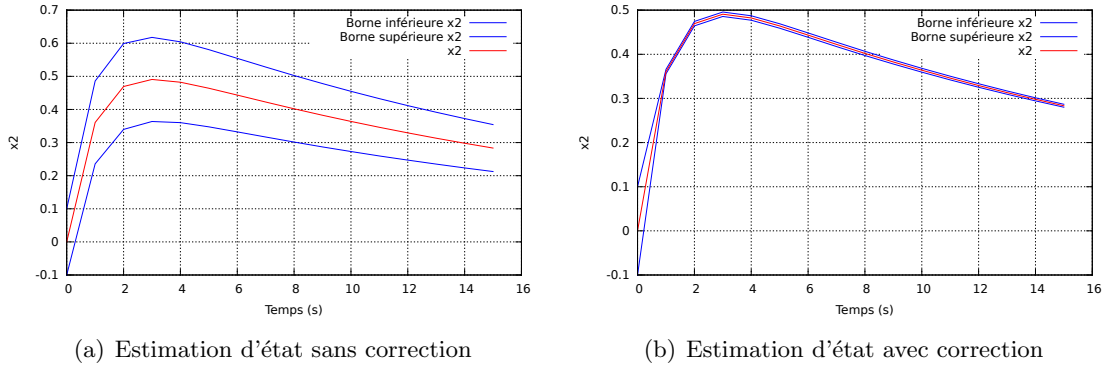 0.7
0.6
0.5
0.4
0.3
0.2
0.1
0
-0.1
0 2 4 6 8 10 12 14 16
x2
Temps (s)
Borne inférieure x2
Borne supérieure x2
x2
(a) Estimation d'état sans correction
0.5
0.4
0.3
0.2
0.1
0
-0.1
0 2 4 6 8 10 12 14 16
x2
Temps (s)
Borne inférieure x2
Borne supérieure x2
x2
(b) Estimation d'état avec correction